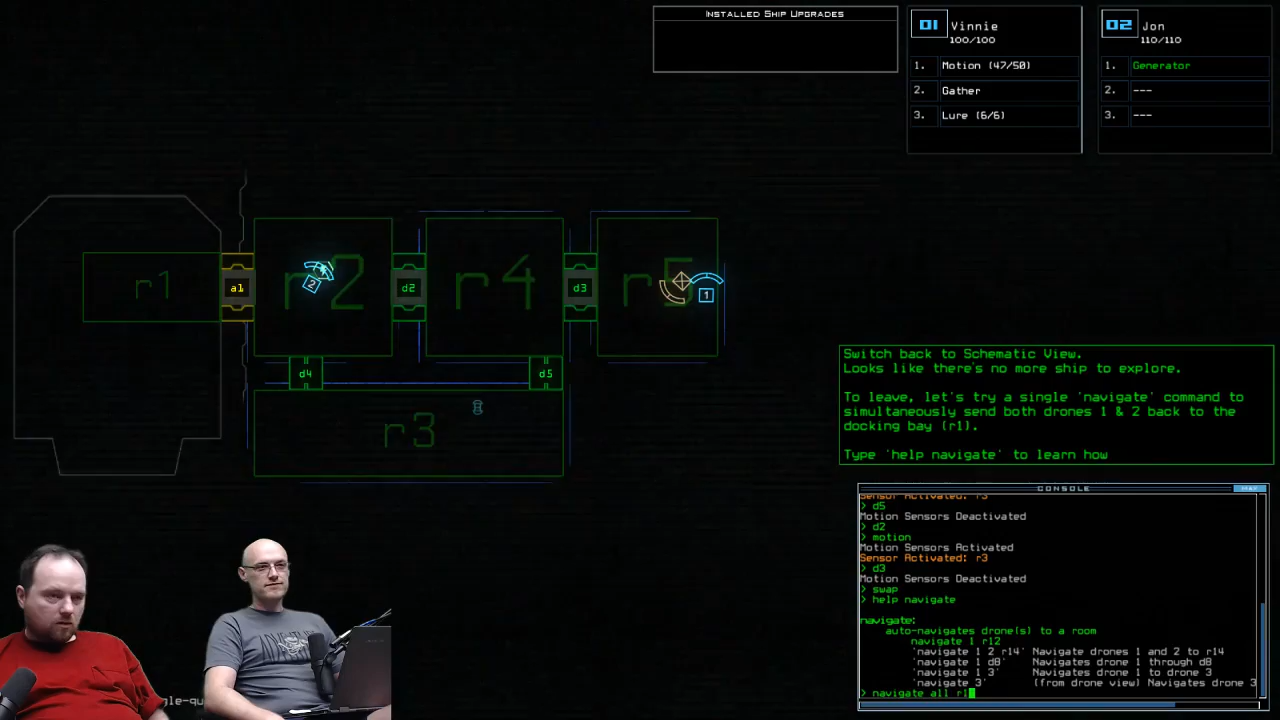 Installed Ship Upgrades
01 Vinnie
100/100
1. Motion (47/50)
2. Gather
3. Lure (6/6)
02 Jon
110/110
1. Generator
2. ---
3. ---
r1
a1
r2
2
d2
r4
d3
r5
1
d4
d5
r3
Switch back to Schematic View.
Looks like there's no more ship to explore.
To leave, let's try a single 'navigate' command to
simultaneously send both drones 1 & 2 back to the
docking bay (r1).
Type 'help navigate' to learn how
CONSOLE
Sensor Activated: r3
> d5
Motion Sensors Deactivated
> d2
> motion
Motion Sensors Activated
Sensor Activated: r3
> d3
Motion Sensors Deactivated
> swap
> help navigate
navigate:
auto-navigates drone(s) to a room
navigate 1 r12
'navigate 1 2 r14' Navigate drones 1 and 2 to r14
'navigate 1 d8' Navigates drone 1 through d8
'navigate 1 3' Navigates drone 1 to drone 3
'navigate 3' (from drone view) Navigates drone 3
> navigate all r1